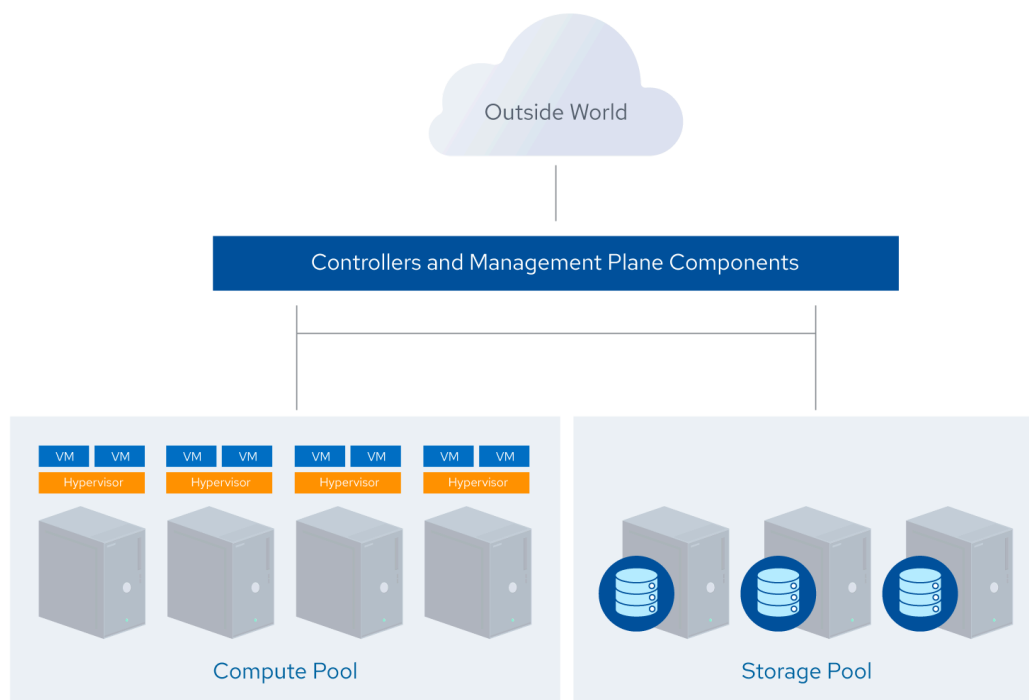 Outside World
Controllers and Management Plane Components
VM VM VM VM VM VM VM VM
Hypervisor Hypervisor Hypervisor Hypervisor
Compute Pool
Storage Pool